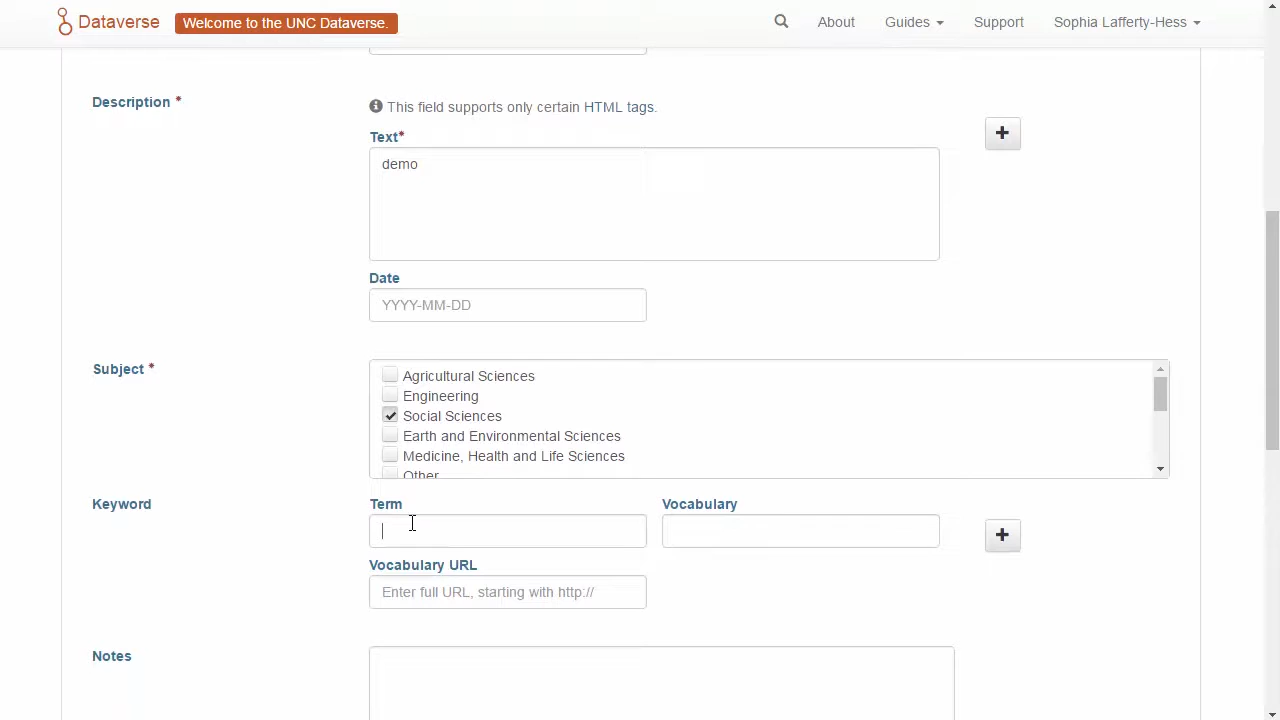 Dataverse Welcome to the UNC Dataverse. About Guides Support Sophia Lafferty-Hess
Description *
This field supports only certain HTML tags.
Text*
demo
Date
YYYY-MM-DD
Subject *
Agricultural Sciences
Engineering
Social Sciences
Earth and Environmental Sciences
Medicine, Health and Life Sciences
Other
Keyword Term Vocabulary
Vocabulary URL
Enter full URL, starting with http://
Notes